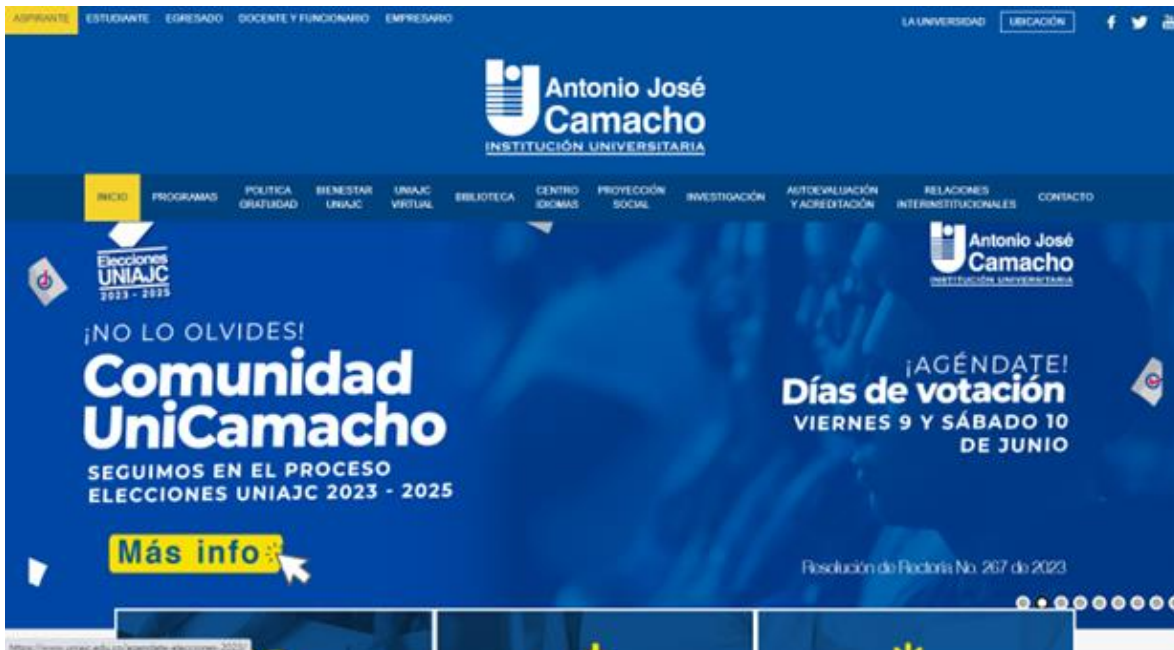 ASPIRANTE ESTUDIANTE EGRESADO DOCENTE Y FUNCIONARIO EMPRESARIO LA UNIVERSIDAD UBICACIÓN
Antonio José
Camacho
INSTITUCIÓN UNIVERSITARIA
INICIO PROGRAMAS POLITICA GRATUIDAD BIENESTAR UNIAJC UNIAJC VIRTUAL BIBLIOTECA CENTRO IDIOMAS PROYECCIÓN SOCIAL INVESTIGACIÓN AUTOEVALUACIÓN Y ACREDITACIÓN RELACIONES INTERINSTITUCIONALES CONTACTO
Elecciones
UNIAJC
2023 - 2025
¡NO LO OLVIDES!
Comunidad
UniCamacho
SEGUIMOS EN EL PROCESO
ELECCIONES UNIAJC 2023 - 2025
Más info
Antonio José
Camacho
INSTITUCIÓN UNIVERSITARIA
¡AGÉNDATE!
Días de votación
VIERNES 9 Y SÁBADO 10
DE JUNIO
Resolución de Rectoría No. 267 de 2023